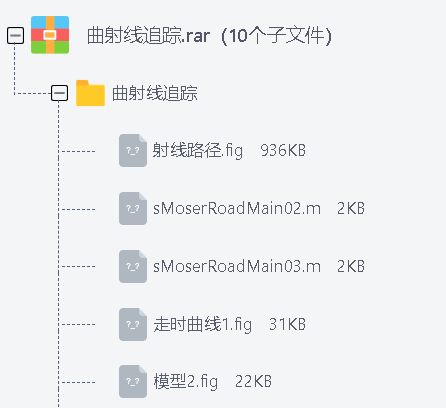 曲射线追踪.rar (10个子文件)
曲射线追踪
射线路径.fig 936KB
sMoserRoadMain02.m 2KB
sMoserRoadMain03.m 2KB
走时曲线1.fig 31KB
模型2.fig 22KB